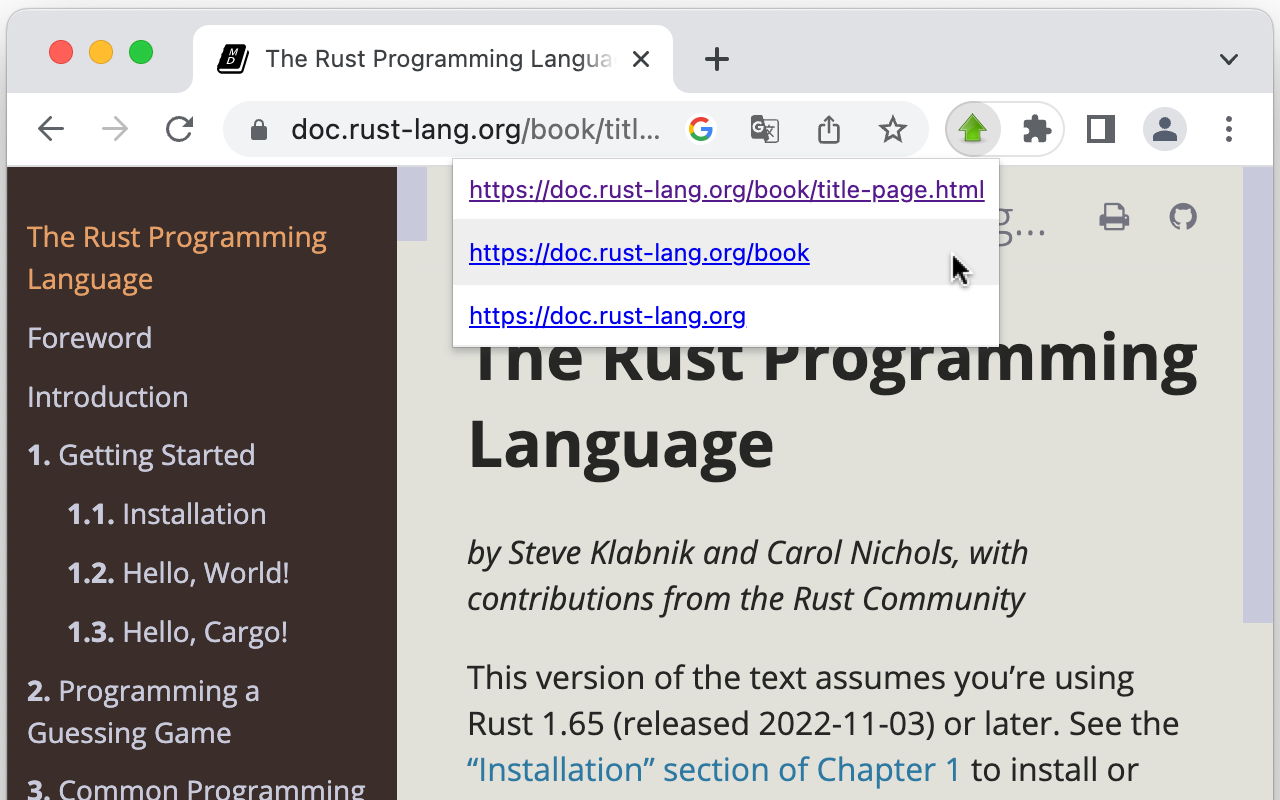 The Rust Programming Langua
doc.rust-lang.org/book/titl...
https://doc.rust-lang.org/book/title-page.html
https://doc.rust-lang.org/book
https://doc.rust-lang.org
g...
The Rust Programming
Language
Foreword
Introduction
1. Getting Started
1.1. Installation
1.2. Hello, World!
1.3. Hello, Cargo!
2. Programming a
Guessing Game
3. Common Programming
The Rust Programming
Language
by Steve Klabnik and Carol Nichols, with
contributions from the Rust Community
This version of the text assumes you’re using
Rust 1.65 (released 2022-11-03) or later. See the
“Installation” section of Chapter 1 to install or